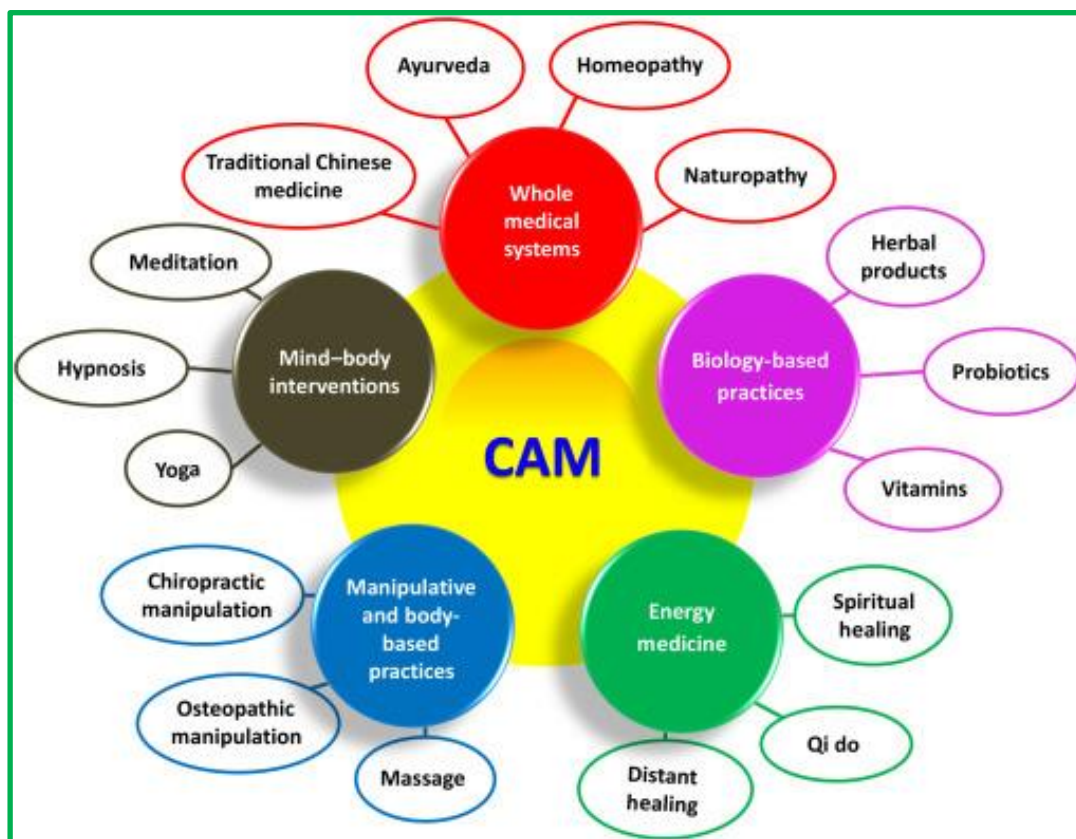 Ayurveda
Homeopathy
Traditional Chinese
medicine
Whole
medical
systems
Naturopathy
Meditation
Herbal
products
Hypnosis
Mind–body
interventions
Biology-based
practices
Probiotics
CAM
Yoga
Vitamins
Chiropractic
manipulation
Manipulative
and body-
based
practices
Energy
medicine
Spiritual
healing
Osteopathic
manipulation
Massage
Distant
healing
Qi do